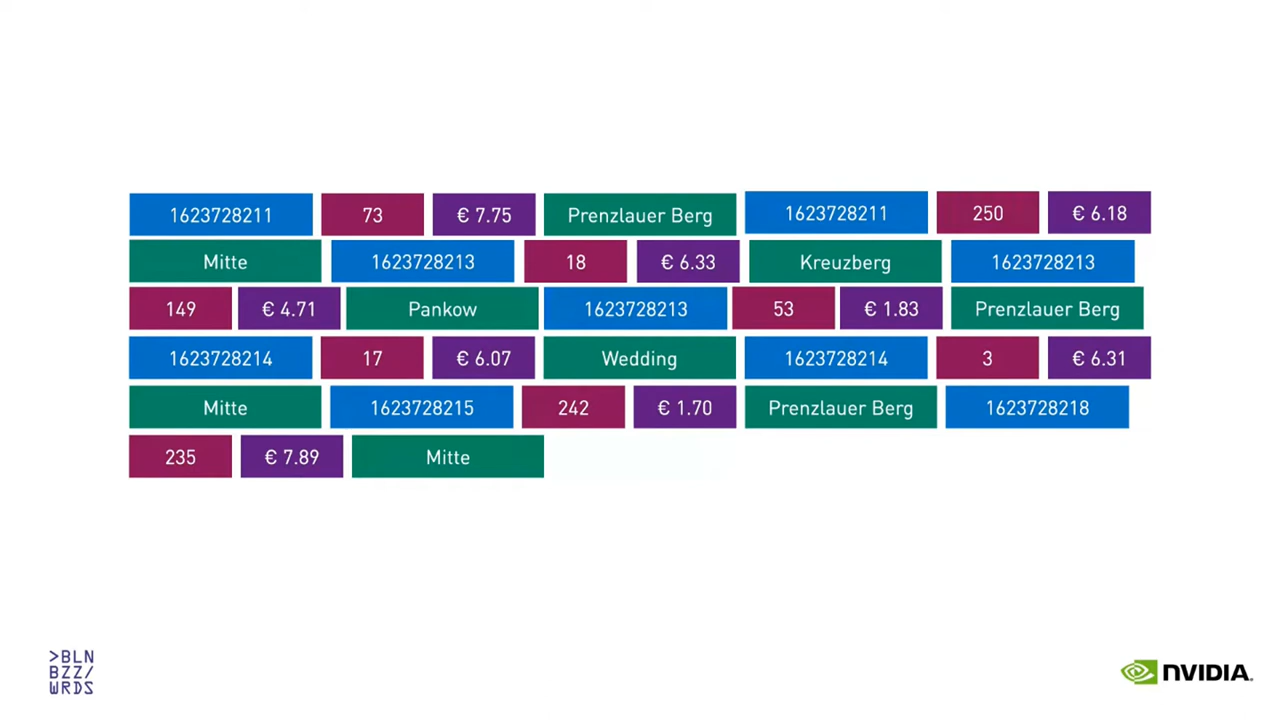 1623728211 73 € 7.75 Prenzlauer Berg 1623728211 250 € 6.18
Mitte 1623728213 18 € 6.33 Kreuzberg 1623728213
149 € 4.71 Pankow 1623728213 53 € 1.83 Prenzlauer Berg
1623728214 17 € 6.07 Wedding 1623728214 3 € 6.31
Mitte 1623728215 242 € 1.70 Prenzlauer Berg 1623728218
235 € 7.89 Mitte
>BLN
BZZ/
WRDS
NVIDIA.